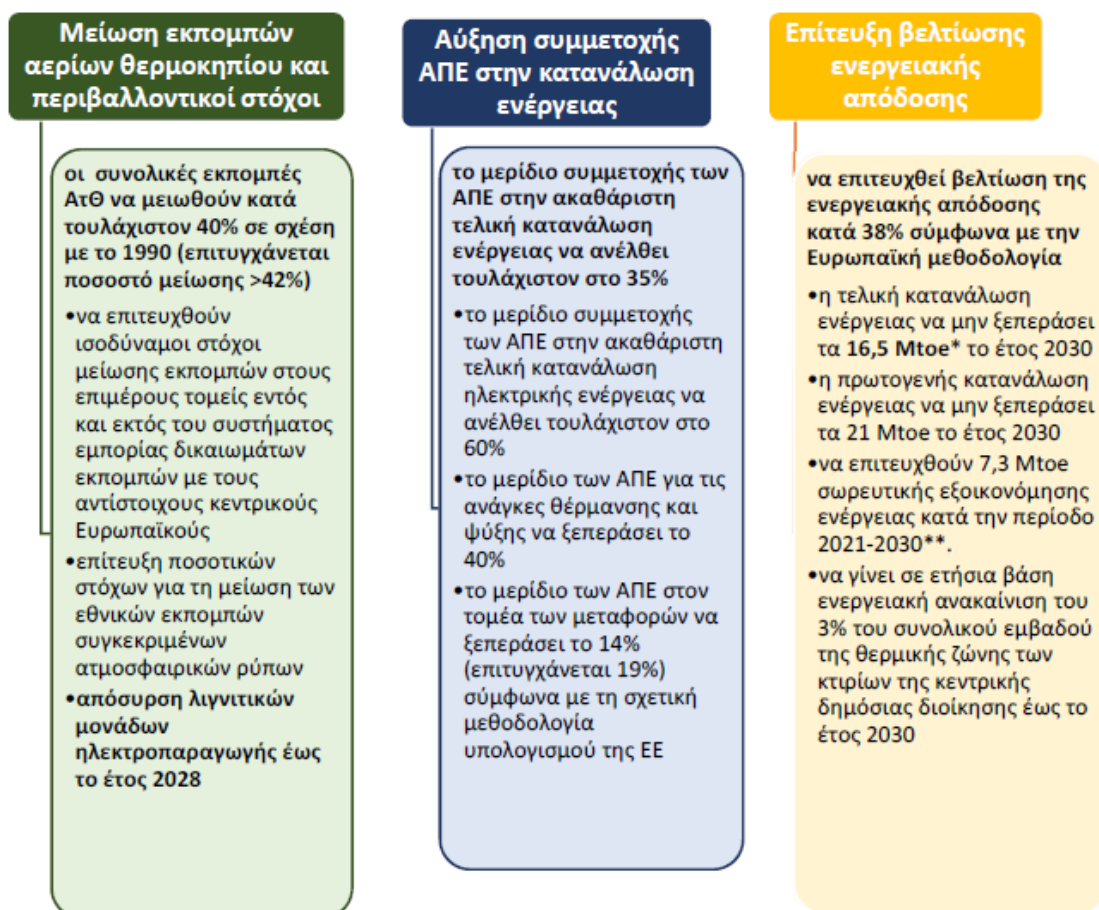 Μείωση εκπομπών
αερίων θερμοκηπίου και
περιβαλλοντικοί στόχοι
οι συνολικές εκπομπές
ΑτΘ να μειωθούν κατά
τουλάχιστον 40% σε σχέση
με το 1990 (επιτυγχάνεται
ποσοστό μείωσης >42%)
•να επιτευχθούν
ισοδύναμοι στόχοι
μείωσης εκπομπών στους
επιμέρους τομείς εντός
και εκτός του συστήματος
εμπορίας δικαιωμάτων
εκπομπών με τους
αντίστοιχους κεντρικούς
Ευρωπαϊκούς
•επίτευξη ποσοτικών
στόχων για τη μείωση των
εθνικών εκπομπών
συγκεκριμένων
ατμοσφαιρικών ρύπων
•απόσυρση λιγνιτικών
μονάδων
ηλεκτροπαραγωγής έως
το έτος 2028
Αύξηση συμμετοχής
ΑΠΕ στην κατανάλωση
ενέργειας
το μερίδιο συμμετοχής των
ΑΠΕ στην ακαθάριστη
τελική κατανάλωση
ενέργειας να ανέλθει
τουλάχιστον στο 35%
•το μερίδιο συμμετοχής
των ΑΠΕ στην ακαθάριστη
τελική κατανάλωση
ηλεκτρικής ενέργειας να
ανέλθει τουλάχιστον στο
60%
•το μερίδιο των ΑΠΕ για τις
ανάγκες θέρμανσης και
ψύξης να ξεπεράσει το
40%
•το μερίδιο των ΑΠΕ στον
τομέα των μεταφορών να
ξεπεράσει το 14%
(επιτυγχάνεται 19%)
σύμφωνα με τη σχετική
μεθοδολογία
υπολογισμού της ΕΕ
Επίτευξη βελτίωσης
ενεργειακής
απόδοσης
να επιτευχθεί βελτίωση της
ενεργειακής απόδοσης
κατά 38% σύμφωνα με την
Ευρωπαϊκή μεθοδολογία
•η τελική κατανάλωση
ενέργειας να μην ξεπεράσει
τα 16,5 Mtoe* το έτος 2030
•η πρωτογενής κατανάλωση
ενέργειας να μην ξεπεράσει
τα 21 Mtoe το έτος 2030
•να επιτευχθούν 7,3 Mtoe
σωρευτικής εξοικονόμησης
ενέργειας κατά την περίοδο
2021-2030**.
•να γίνει σε ετήσια βάση
ενεργειακή ανακαίνιση του
3% του συνολικού εμβαδού
της θερμικής ζώνης των
κτιρίων της κεντρικής
δημόσιας διοίκησης έως το
έτος 2030